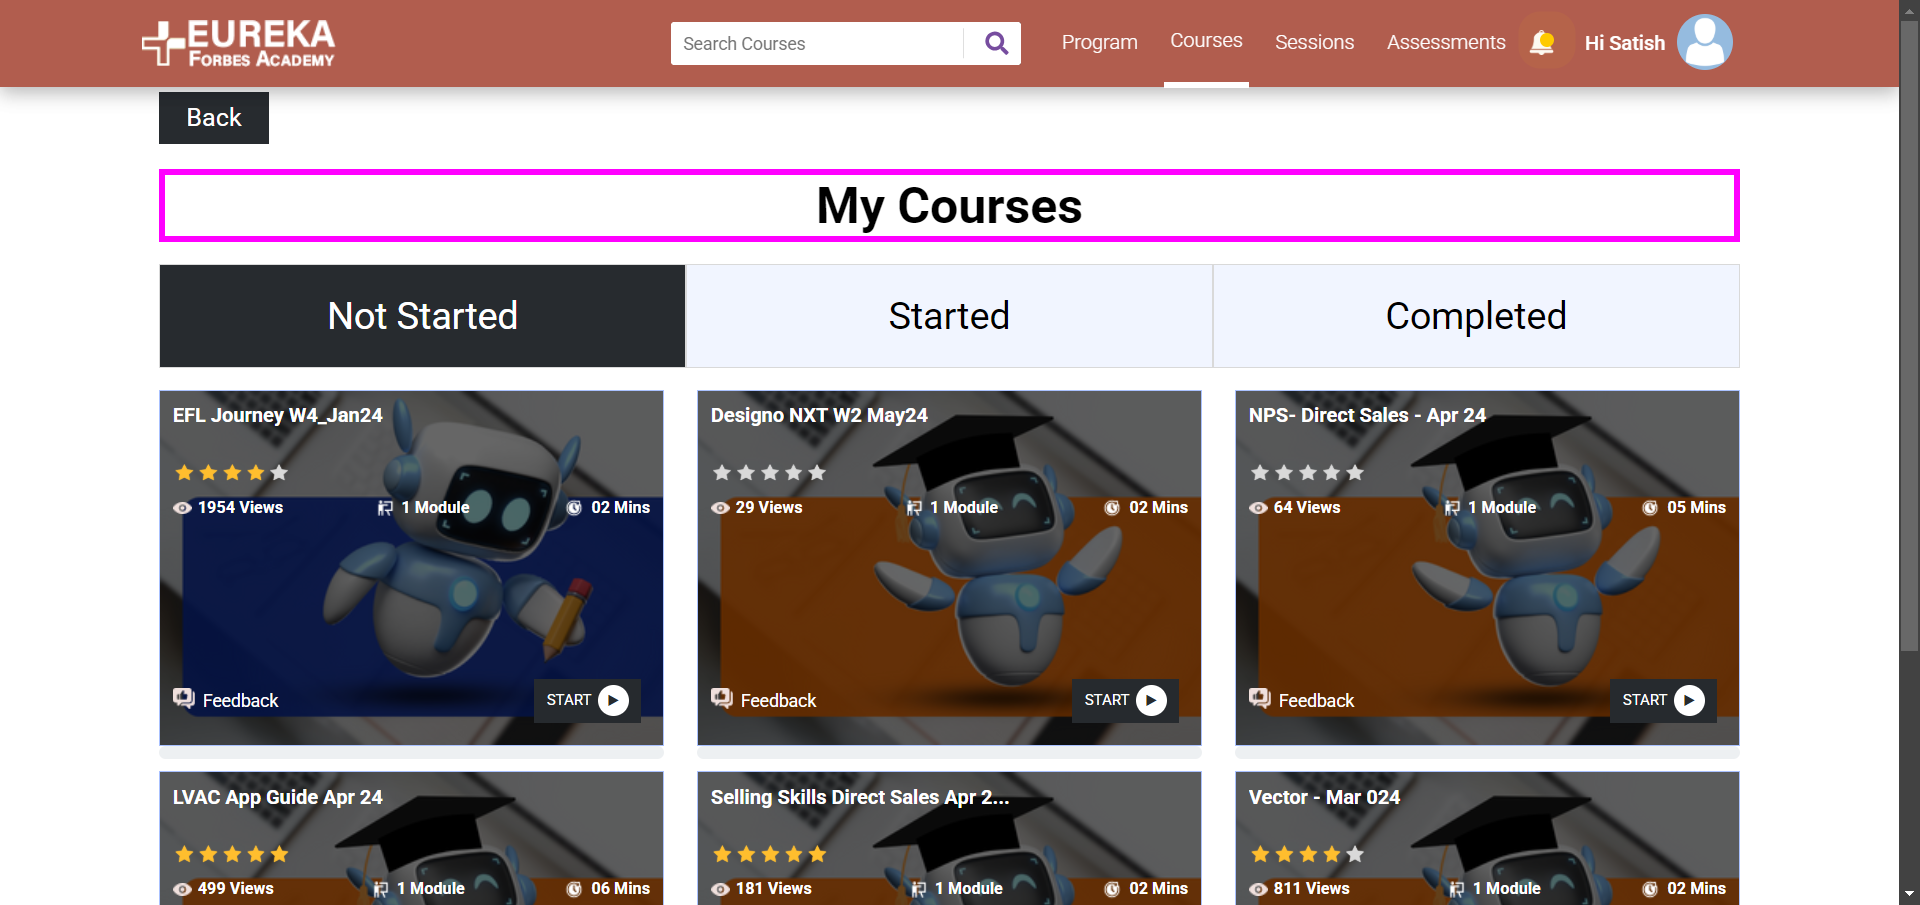 EUREKA
FORBES ACADEMY
Search Courses
Program
Courses
Sessions
Assessments
Hi Satish
Back
My Courses
Not Started
Started
Completed
EFL Journey W4_Jan24
1954 Views
1 Module
02 Mins
Feedback
START
Designo NXT W2 May24
29 Views
1 Module
02 Mins
Feedback
START
NPS- Direct Sales - Apr 24
64 Views
1 Module
05 Mins
Feedback
START
LVAC App Guide Apr 24
499 Views
1 Module
06 Mins
Selling Skills Direct Sales Apr 2...
181 Views
1 Module
02 Mins
Vector - Mar 024
811 Views
1 Module
02 Mins